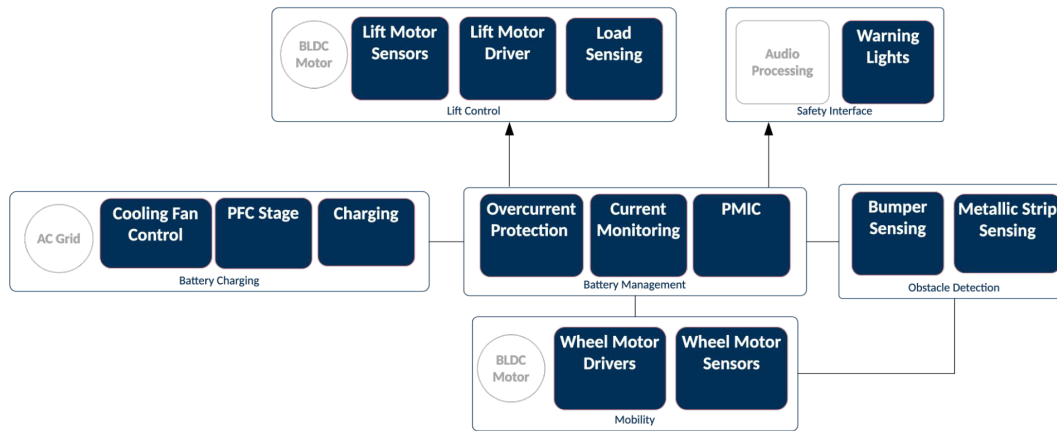 BLDC
Motor
Lift Motor
Sensors
Lift Motor
Driver
Load
Sensing
Lift Control
Audio
Processing
Warning
Lights
Safety Interface
AC Grid
Cooling Fan
Control
PFC Stage
Charging
Battery Charging
Overcurrent
Protection
Current
Monitoring
PMIC
Battery Management
Bumper
Sensing
Metallic Strip
Sensing
Obstacle Detection
BLDC
Motor
Wheel Motor
Drivers
Wheel Motor
Sensors
Mobility